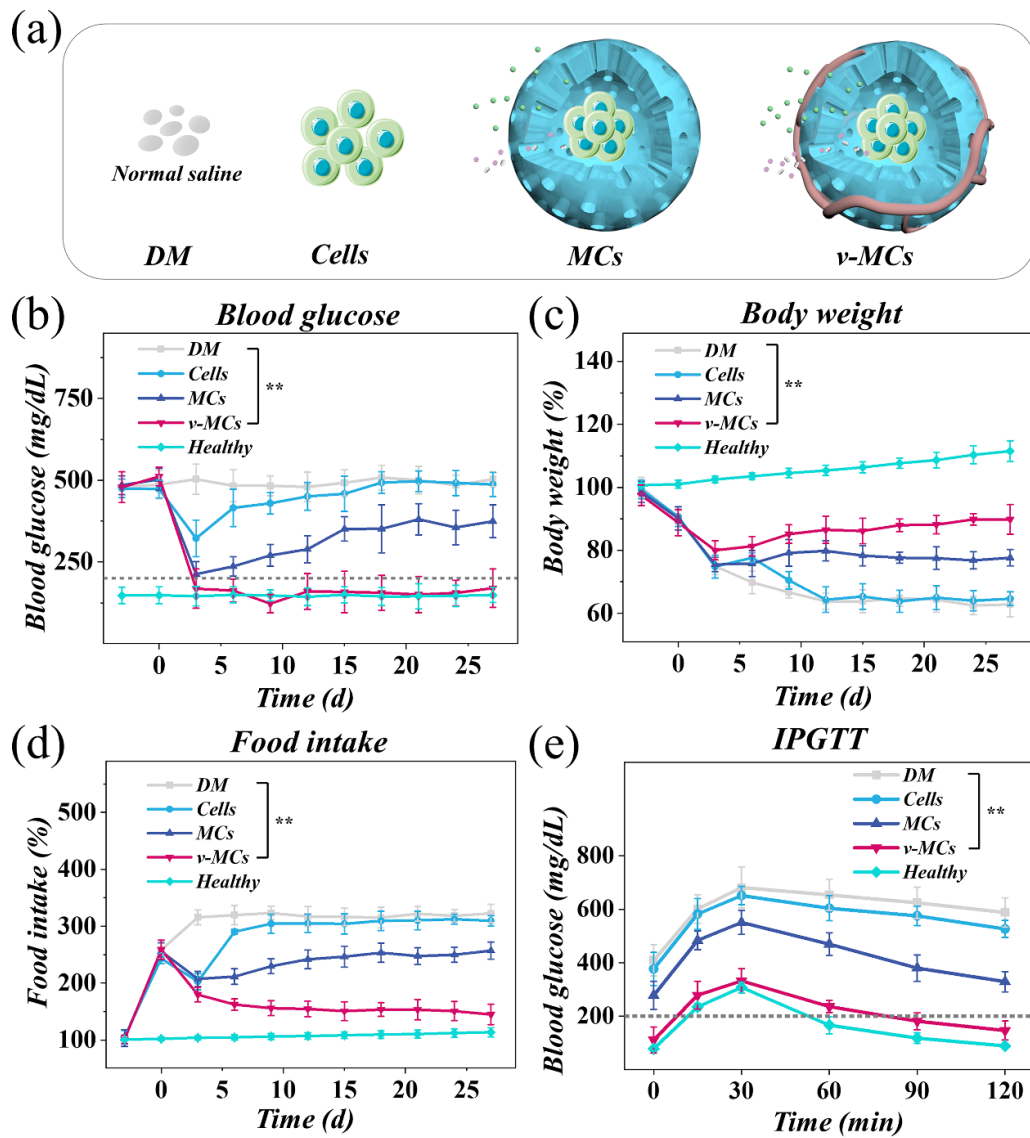 (a)
Normal saline
DM
Cells
MCs
v-MCs
(b)
Blood glucose
DM
Cells
MCs
v-MCs
Healthy
**
750
500
250
Blood glucose (mg/dL)
0 5 10 15 20 25
Time (d)
(c)
Body weight
DM
Cells
MCs
v-MCs
Healthy
**
140
120
100
80
60
Body weight (%)
0 5 10 15 20 25
Time (d)
(d)
Food intake
DM
Cells
MCs
v-MCs
Healthy
**
500
400
300
200
100
Food intake (%)
0 5 10 15 20 25
Time (d)
(e)
IPGTT
DM
Cells
MCs
v-MCs
Healthy
**
800
600
400
200
Blood glucose (mg/dL)
0 30 60 90 120
Time (min)